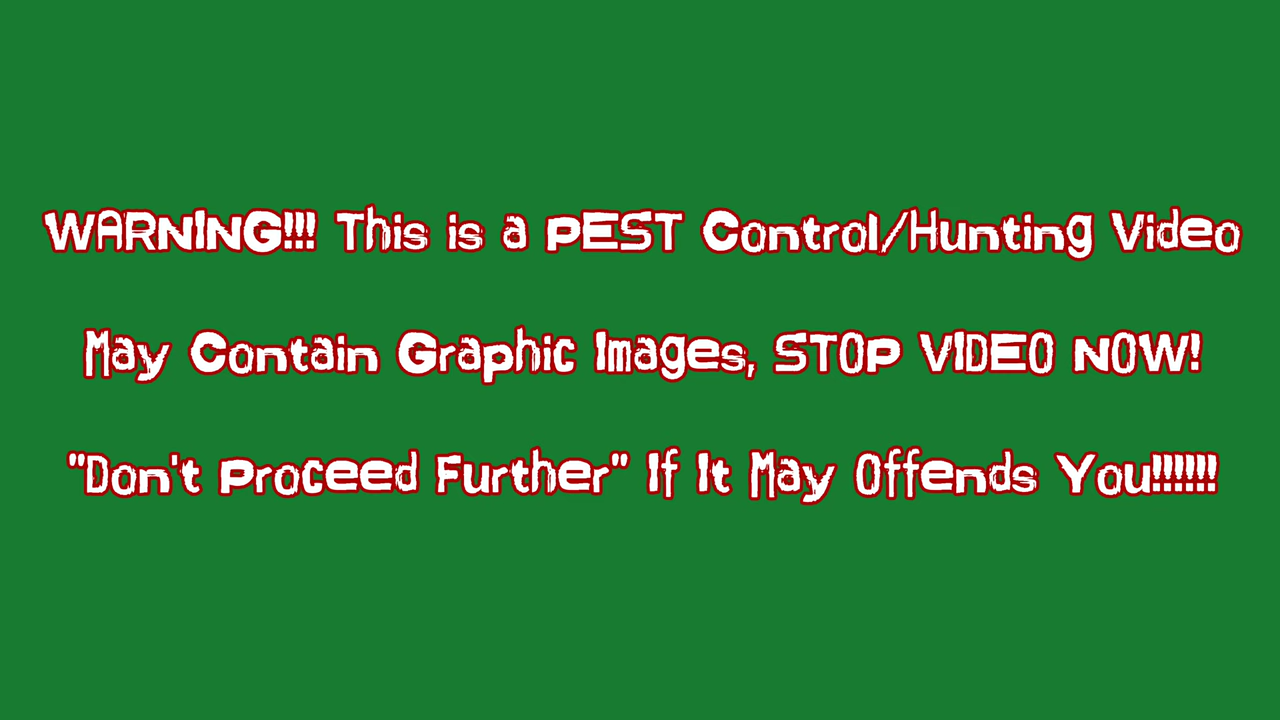 WARNING!!! This is a PEST Control/Hunting Video
May Contain Graphic Images, STOP VIDEO NOW!
"Don't Proceed Further" If It May Offends You!!!!!!